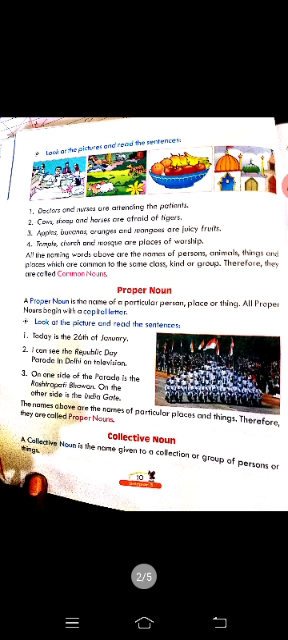 Look at the pictures and read the sentences:
1. Doctors and nurses are attending the patients.
2. Cows, sheep and horses are afraid of tigers.
3. Apples, bananas, oranges and mangoes are juicy fruits.
4. Temple, church and mosque are places of worship.
All the naming words above are the names of persons, animals, things and
places which are common to the same class, kind or group. Therefore, they
are called Common Nouns.
Proper Noun
A Proper Noun is the name of a particular person, place or thing. All Proper
Nouns begin with a capital letter.
Look at the picture and read the sentences:
1. Today is the 26th of January.
2. I can see the Republic Day
Parade in Delhi on television.
3. On one side of the Parade is the
Rashtrapati Bhawan. On the
other side is the India Gate.
The names above are the names of particular places and things. Therefore,
they are called Proper Nouns.
Collective Noun
A Collective Noun is the name given to a collection or group of persons or
things.
10
2/5